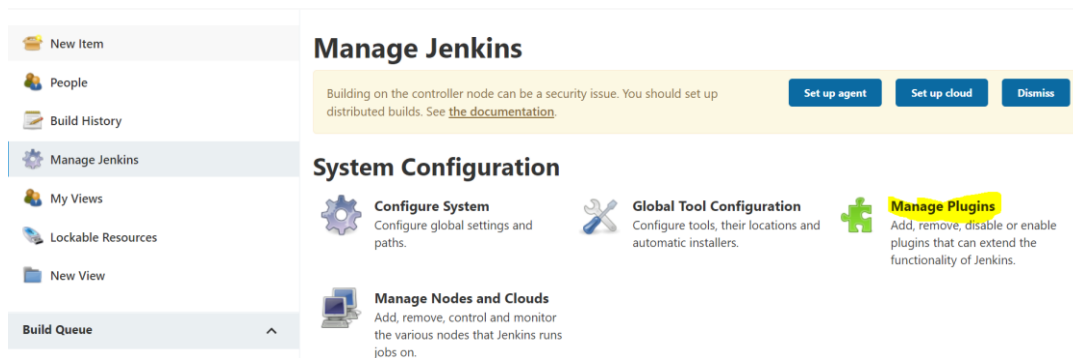 New Item
People
Build History
Manage Jenkins
My Views
Lockable Resources
New View
Build Queue
Manage Jenkins
Building on the controller node can be a security issue. You should set up
distributed builds. See the documentation.
Set up agent
Set up cloud
Dismiss
System Configuration
Configure System
Configure global settings and
paths.
Global Tool Configuration
Configure tools, their locations and
automatic installers.
Manage Plugins
Add, remove, disable or enable
plugins that can extend the
functionality of Jenkins.
Manage Nodes and Clouds
Add, remove, control and monitor
the various nodes that Jenkins runs
jobs on.